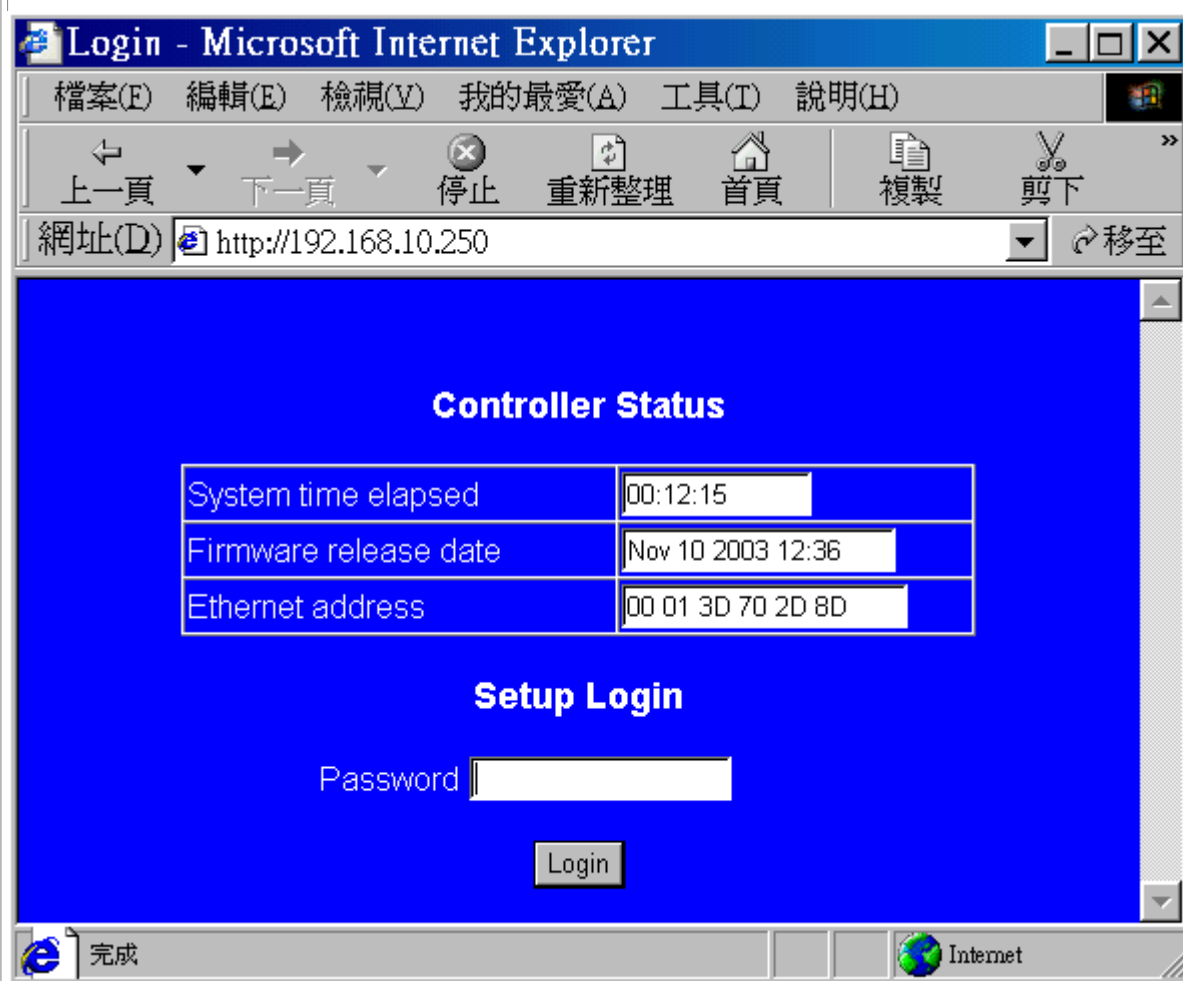 Login - Microsoft Internet Explorer
檔案(F) 編輯(E) 檢視(V) 我的最愛(A) 工具(T) 說明(H)
上一頁 下一頁 停止 重新整理 首頁 複製 剪下 »
網址(D) http://192.168.10.250 移至
Controller Status
System time elapsed 00:12:15
Firmware release date Nov 10 2003 12:36
Ethernet address 00 01 3D 70 2D 8D
Setup Login
Password
Login
完成 Internet